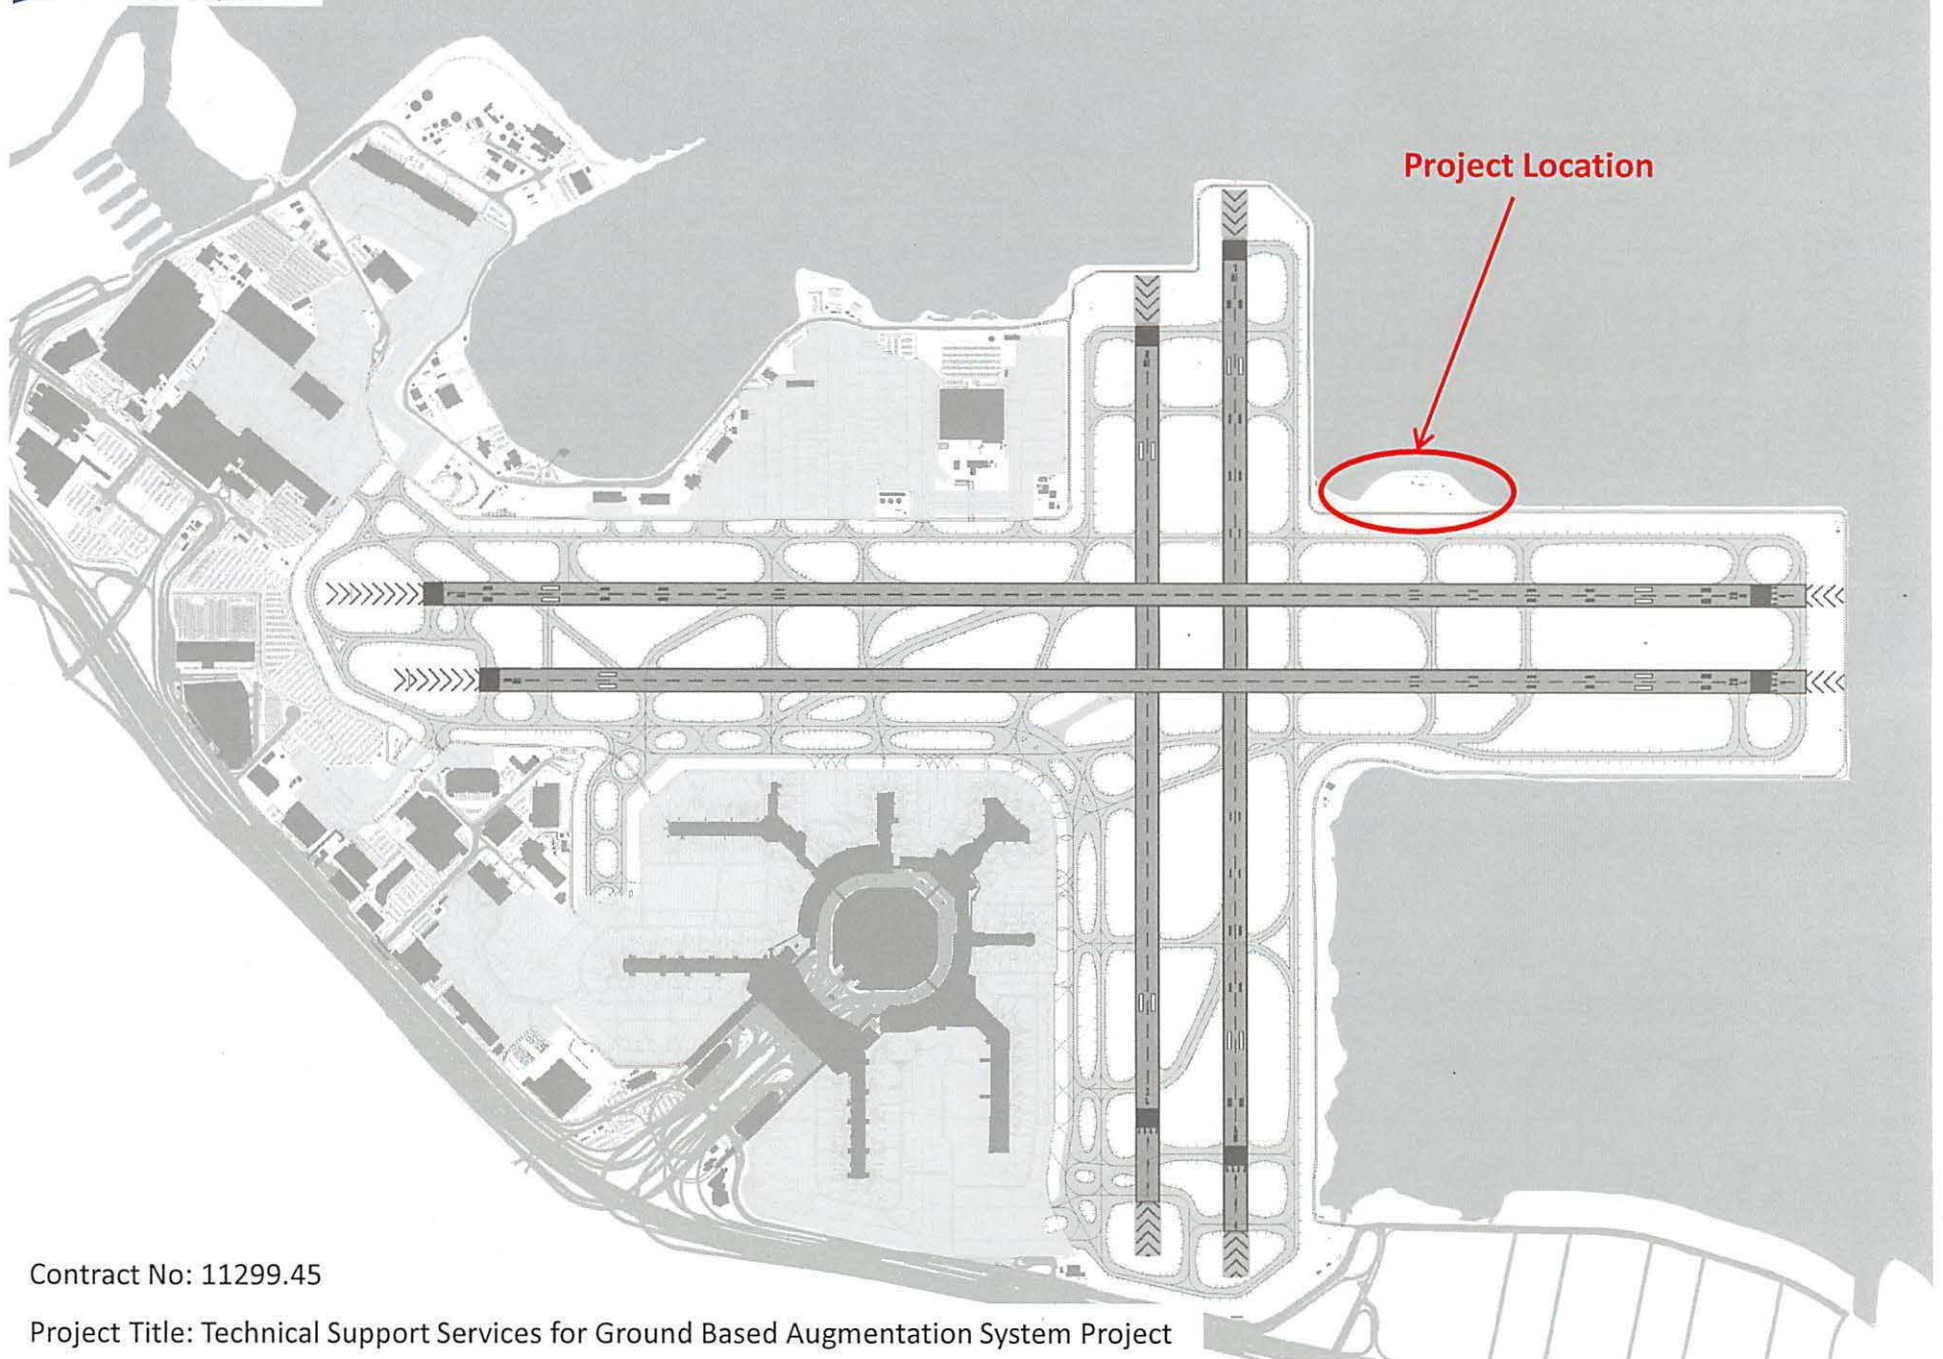 Project Location
Contract No: 11299.45
Project Title: Technical Support Services for Ground Based Augmentation System Project